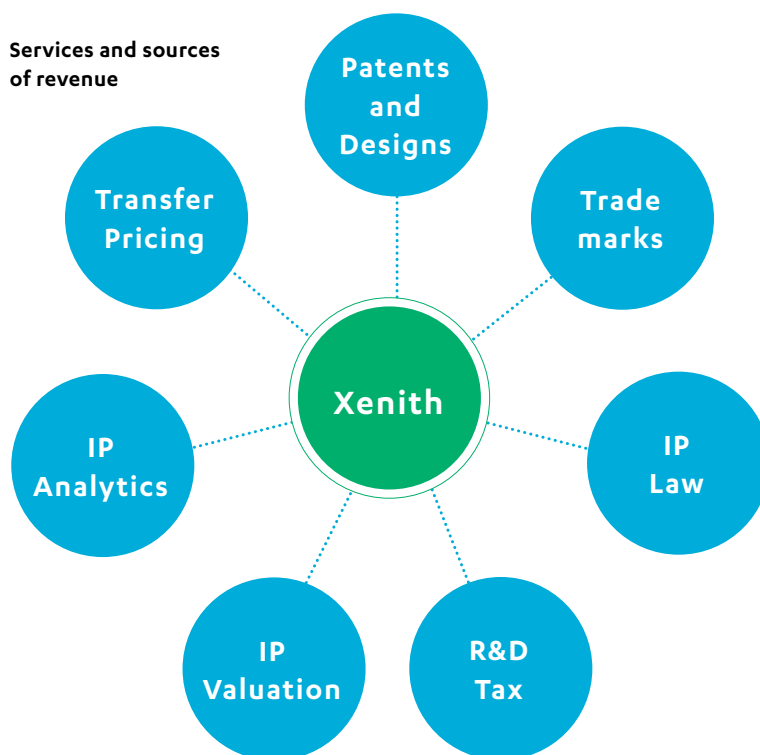 Services and sources
of revenue
Patents
and
Designs
Transfer
Pricing
Trade
marks
Xenith
IP
Analytics
IP
Law
IP
Valuation
R&D
Tax